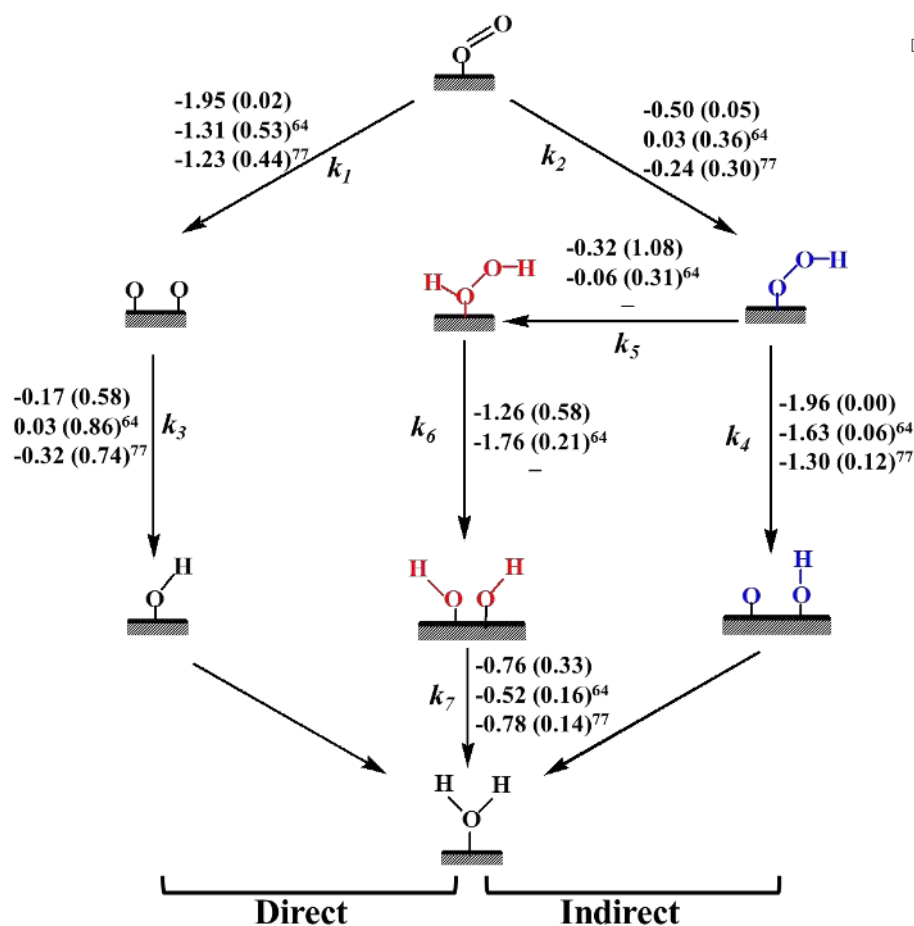 O
O
-1.95 (0.02)
-1.31 (0.53)64
-1.23 (0.44)77
k1
-0.50 (0.05)
0.03 (0.36)64
-0.24 (0.30)77
k2
O O
H O O H
-0.32 (1.08)
-0.06 (0.31)64
–
k5
O O H
-0.17 (0.58)
0.03 (0.86)64
-0.32 (0.74)77
k3
-1.26 (0.58)
-1.76 (0.21)64
–
k6
-1.96 (0.00)
-1.63 (0.06)64
-1.30 (0.12)77
k4
H
O
H H
O O
H
O O
-0.76 (0.33)
-0.52 (0.16)64
-0.78 (0.14)77
k7
H H
O
Direct
Indirect